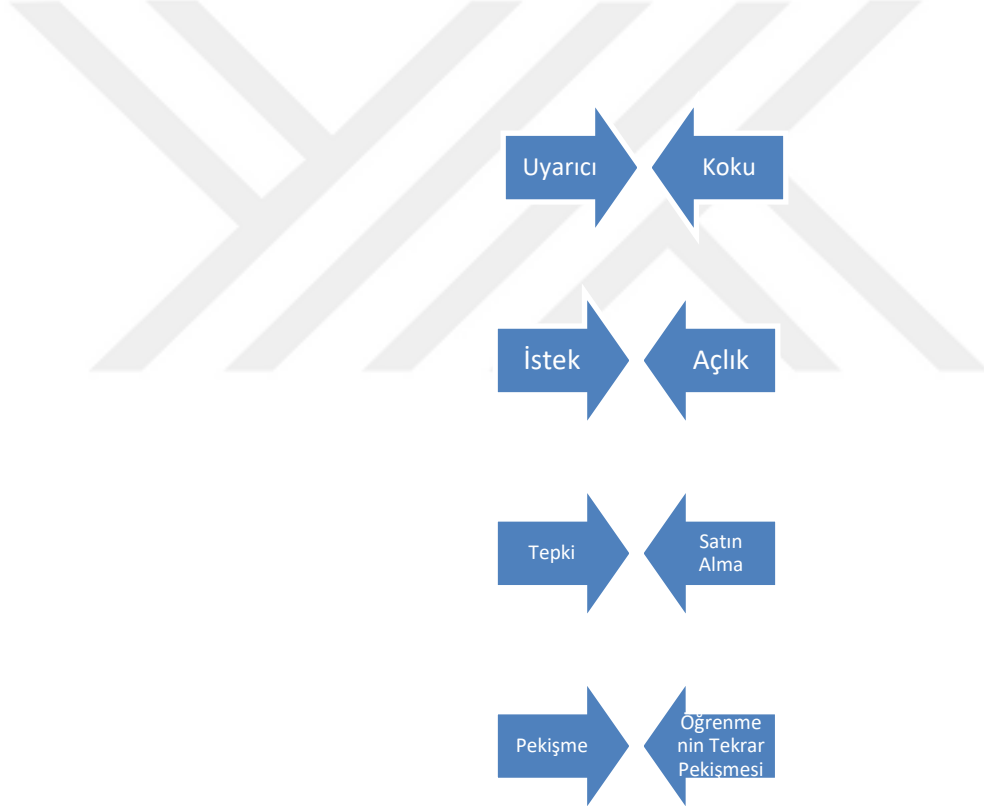 Uyarıcı
Koku
İstek
Açlık
Tepki
Satın
Alma
Pekişme
Öğrenme
nin Tekrar
Pekişmesi